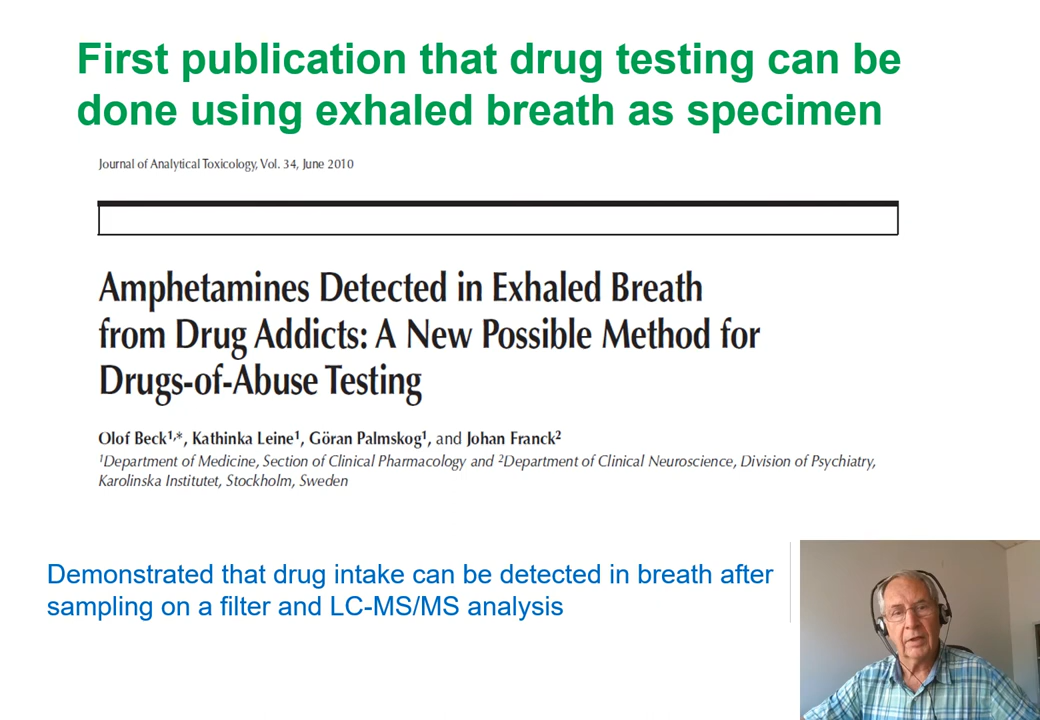 First publication that drug testing can be
done using exhaled breath as specimen
Journal of Analytical Toxicology, Vol. 34, June 2010
Amphetamines Detected in Exhaled Breath
from Drug Addicts: A New Possible Method for
Drugs-of-Abuse Testing
Olof Beck¹,*, Kathinka Leine¹, Göran Palmskog¹, and Johan Franck²
¹Department of Medicine, Section of Clinical Pharmacology and ²Department of Clinical Neuroscience, Division of Psychiatry,
Karolinska Institutet, Stockholm, Sweden
Demonstrated that drug intake can be detected in breath after
sampling on a filter and LC-MS/MS analysis